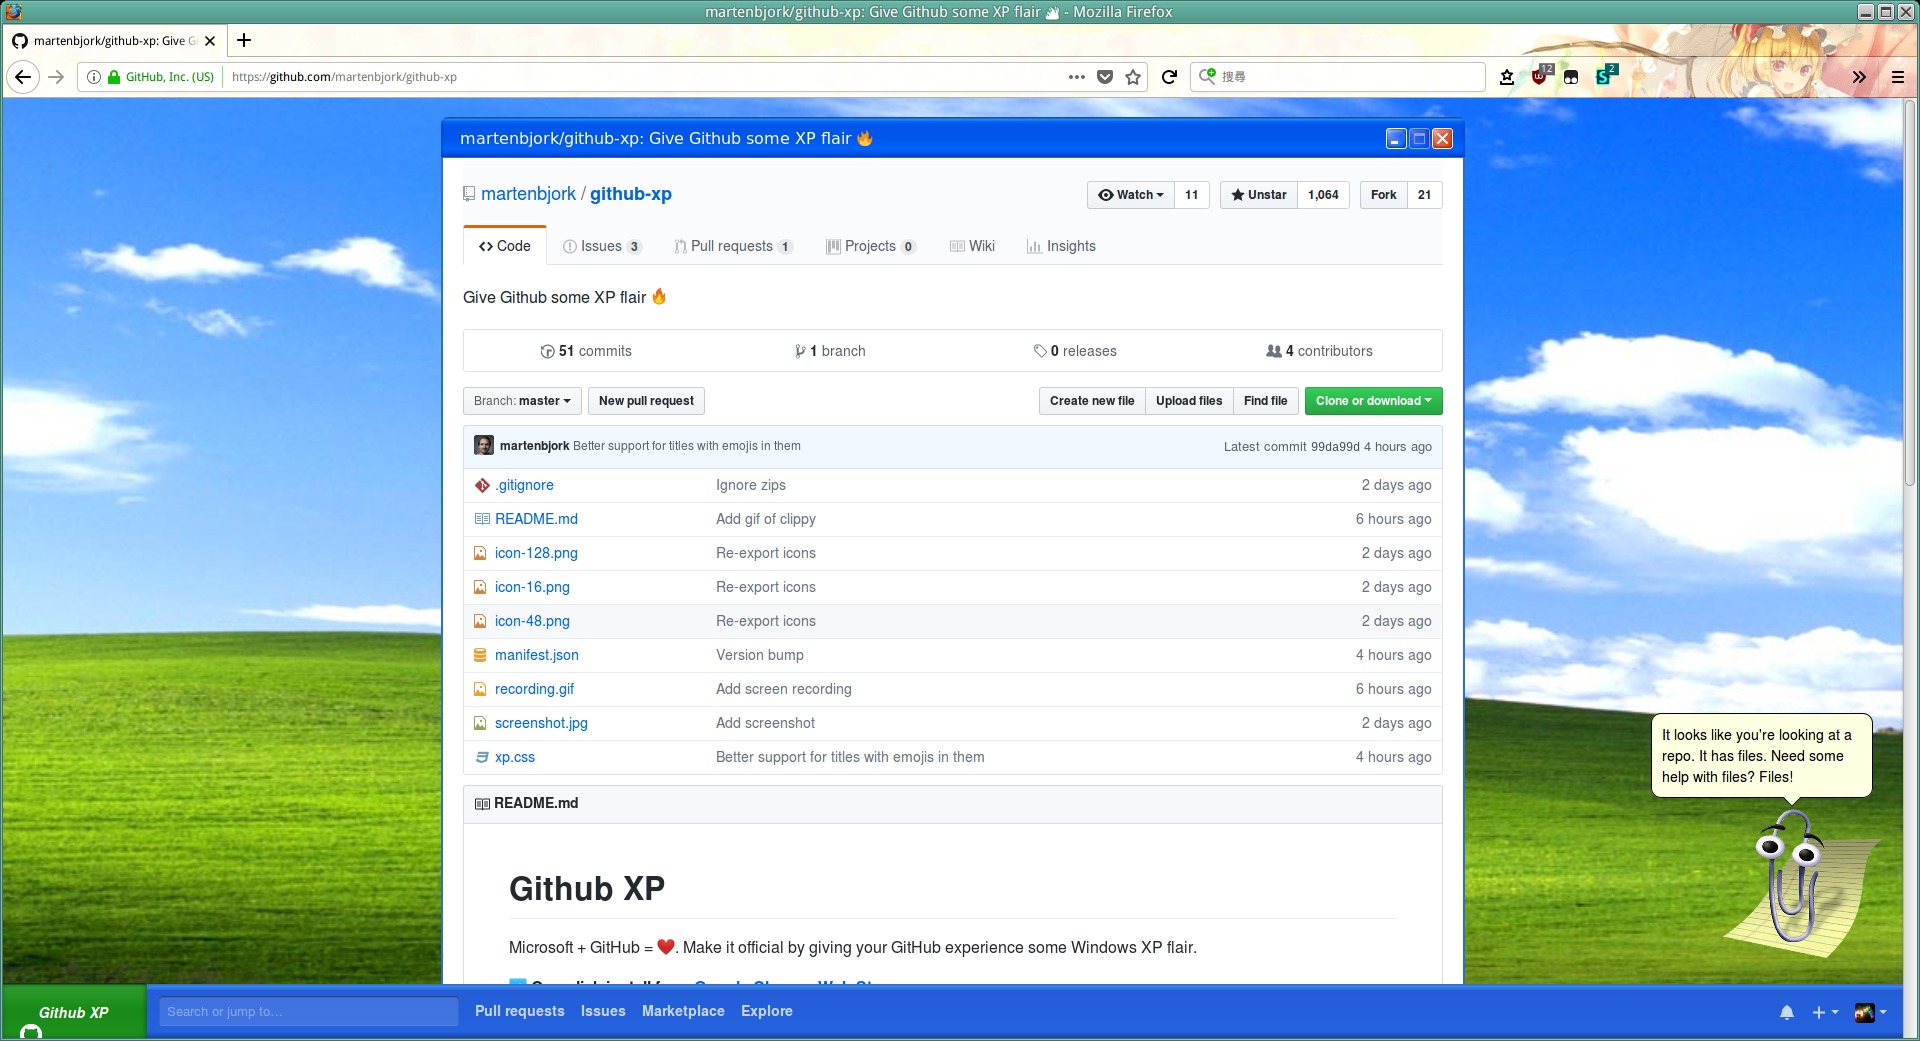 martenbjork/github-xp: Give Github some XP flair 🔥 - Mozilla Firefox
martenbjork/github-xp: Give G
GitHub, Inc. (US) https://github.com/martenbjork/github-xp
搜尋
12
2
martenbjork/github-xp: Give Github some XP flair 🔥
martenbjork / github-xp
Watch 11 Unstar 1,064 Fork 21
Code Issues 3 Pull requests 1 Projects 0 Wiki Insights
Give Github some XP flair 🔥
51 commits 1 branch 0 releases 4 contributors
Branch: master New pull request Create new file Upload files Find file Clone or download
martenbjork Better support for titles with emojis in them Latest commit 99da99d 4 hours ago
.gitignore Ignore zips 2 days ago
README.md Add gif of clippy 6 hours ago
icon-128.png Re-export icons 2 days ago
icon-16.png Re-export icons 2 days ago
icon-48.png Re-export icons 2 days ago
manifest.json Version bump 4 hours ago
recording.gif Add screen recording 6 hours ago
screenshot.jpg Add screenshot 2 days ago
xp.css Better support for titles with emojis in them 4 hours ago
It looks like you're looking at a
repo. It has files. Need some
help with files? Files!
README.md
Github XP
Microsoft + GitHub = ❤️. Make it official by giving your GitHub experience some Windows XP flair.
Github XP
Search or jump to…
Pull requests Issues Marketplace Explore